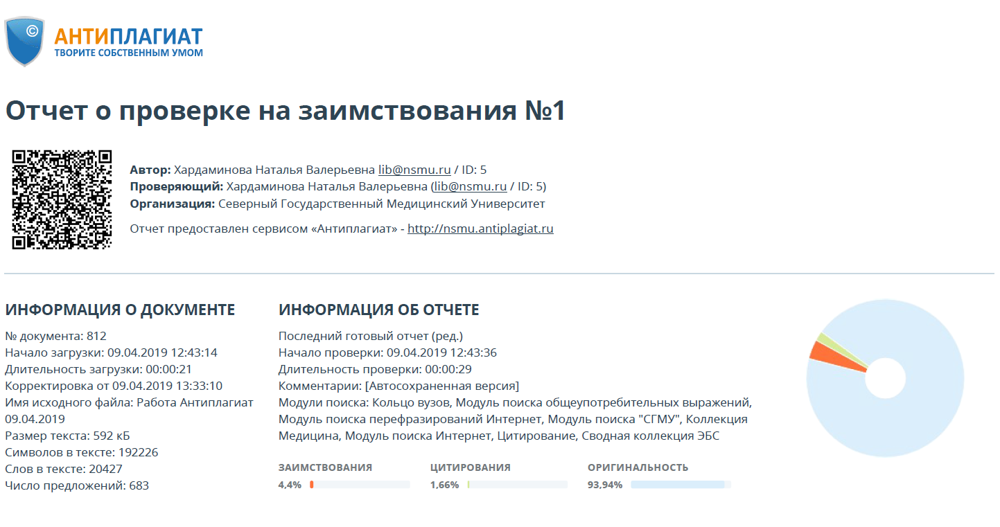 АНТИПЛАГИАТ
ТВОРИТЕ СОБСТВЕННЫМ УМОМ
Отчет о проверке на заимствования №1
Автор: Хардаминова Наталья Валерьевна lib@nsmu.ru / ID: 5
Проверяющий: Хардаминова Наталья Валерьевна (lib@nsmu.ru / ID: 5)
Организация: Северный Государственный Медицинский Университет
Отчет предоставлен сервисом «Антиплагиат» - http://nsmu.antiplagiat.ru
ИНФОРМАЦИЯ О ДОКУМЕНТЕ
№ документа: 812
Начало загрузки: 09.04.2019 12:43:14
Длительность загрузки: 00:00:21
Корректировка от 09.04.2019 13:33:10
Имя исходного файла: Работа Антиплагиат
09.04.2019
Размер текста: 592 кБ
Символов в тексте: 192226
Слов в тексте: 20427
Число предложений: 683
ИНФОРМАЦИЯ ОБ ОТЧЕТЕ
Последний готовый отчет (ред.)
Начало проверки: 09.04.2019 12:43:36
Длительность проверки: 00:00:29
Комментарии: [Автосохраненная версия]
Модули поиска: Кольцо вузов, Модуль поиска общеупотребительных выражений,
Модуль поиска перефразирований Интернет, Модуль поиска "СГМУ", Коллекция
Медицина, Модуль поиска Интернет, Цитирование, Сводная коллекция ЭБС
ЗАИМСТВОВАНИЯ
4,4%
ЦИТИРОВАНИЯ
1,66%
ОРИГИНАЛЬНОСТЬ
93,94%